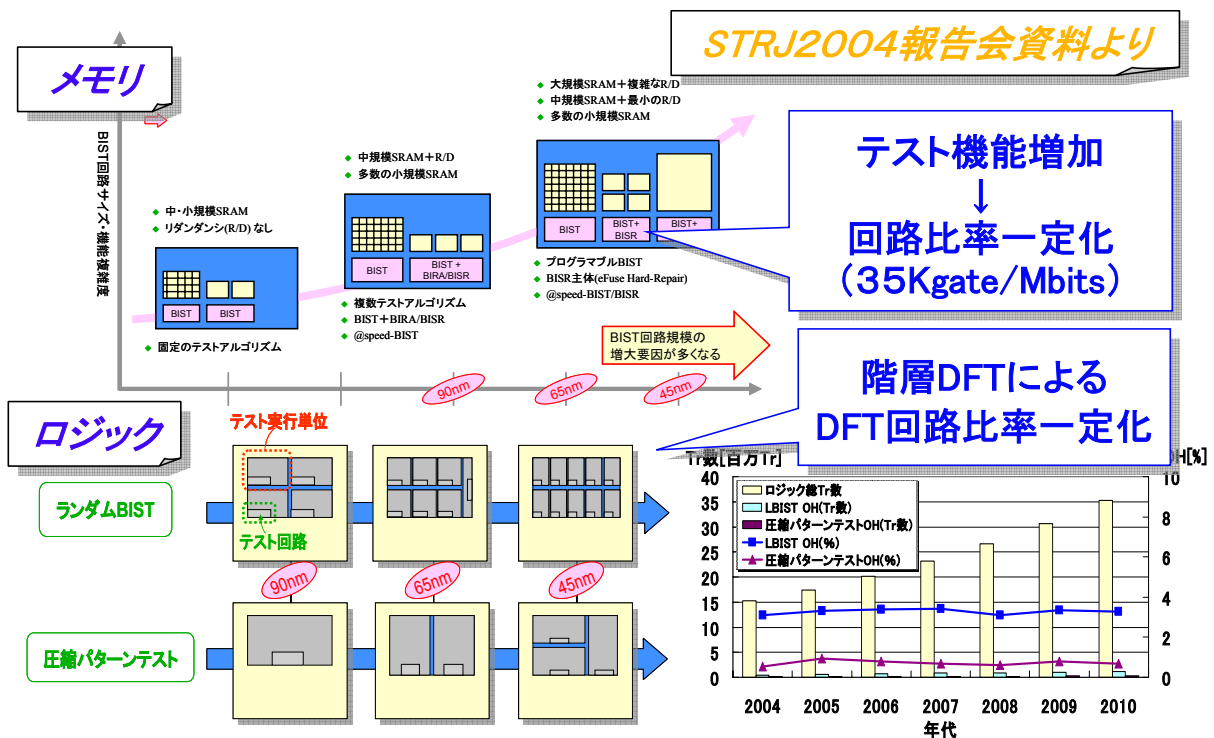 STRJ2004報告会資料より
メモリ
BIST回路サイズ・機能複雑度
◆ 中・小規模SRAM
◆ リダンダンシ(R/D) なし
BIST
BIST
◆ 固定のテストアルゴリズム
◆ 中規模SRAM＋R/D
◆ 多数の小規模SRAM
BIST
BIST +
BIRA/BISR
◆ 複数テストアルゴリズム
◆ BIST＋BIRA/BISR
◆ @speed-BIST
◆ 大規模SRAM＋複雑なR/D
◆ 中規模SRAM＋最小のR/D
◆ 多数の小規模SRAM
BIST
BIST+
BISR
BIST+
◆ プログラマブルBIST
◆ BISR主体(eFuse Hard-Repair)
◆ @speed-BIST/BISR
テスト機能増加
↓
回路比率一定化
（35Kgate/Mbits）
BIST回路規模の
増大要因が多くなる
90nm
65nm
45nm
階層DFTによる
DFT回路比率一定化
ロジック
テスト実行単位
ランダムBIST
テスト回路
90nm
65nm
45nm
圧縮パターンテスト
Tr数[百万Tr]
H[%]
ロジック総Tr数
LBIST OH(Tr数)
圧縮パターンテストOH(Tr数)
LBIST OH(%)
圧縮パターンテストOH(%)
40
35
30
25
20
15
10
5
0
10
8
6
4
2
0
2004 2005 2006 2007 2008 2009 2010
年代